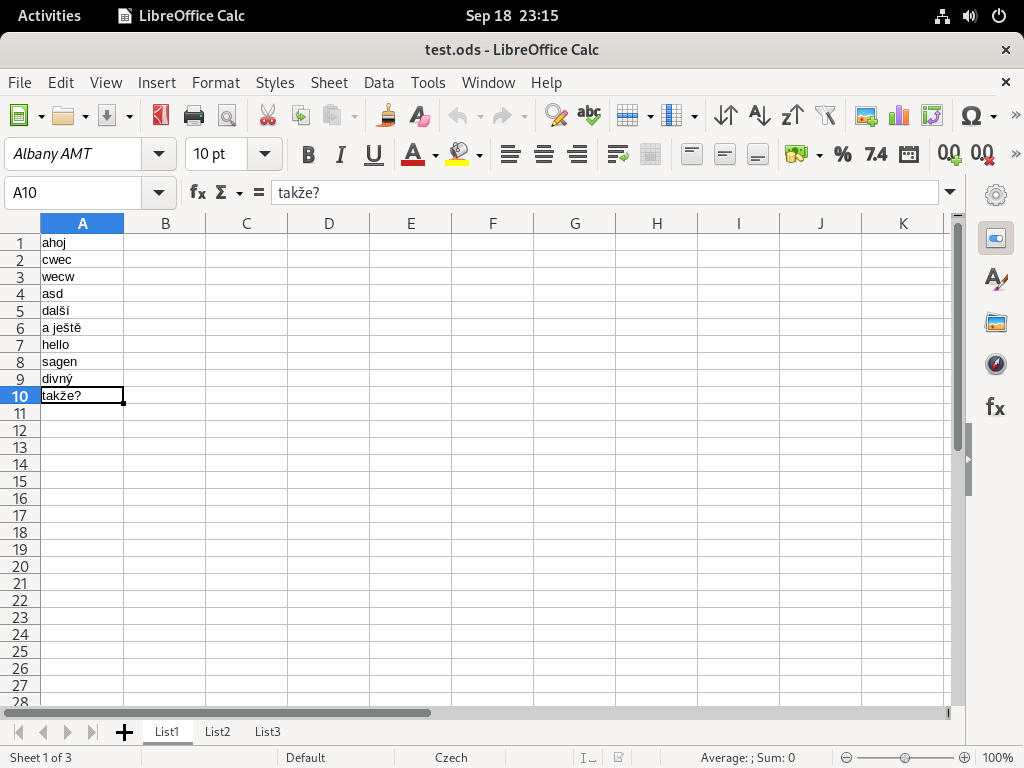 Activities LibreOffice Calc Sep 18 23:15
test.ods - LibreOffice Calc
File Edit View Insert Format Styles Sheet Data Tools Window Help
Albany AMT 10 pt B I U A % 7.4 0.0 0.0
A10 fx Σ = takže?
A B C D E F G H I J K
1 ahoj
2 cwec
3 wecw
4 asd
5 další
6 a ještě
7 hello
8 sagen
9 divný
10 takže?
11
12
13
14
15
16
17
18
19
20
21
22
23
24
25
26
27
28
List1 List2 List3
Sheet 1 of 3 Default Czech Average: ; Sum: 0 100%